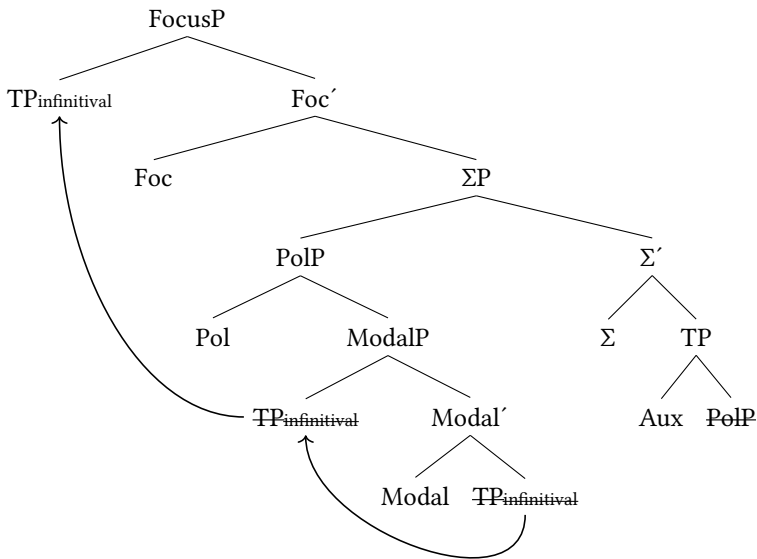 FocusP
TPinfinitival Foc´
Foc ΣP
PolP Σ´
Pol ModalP Σ TP
TPinfinitival Modal´ Aux PolP
Modal TPinfinitival